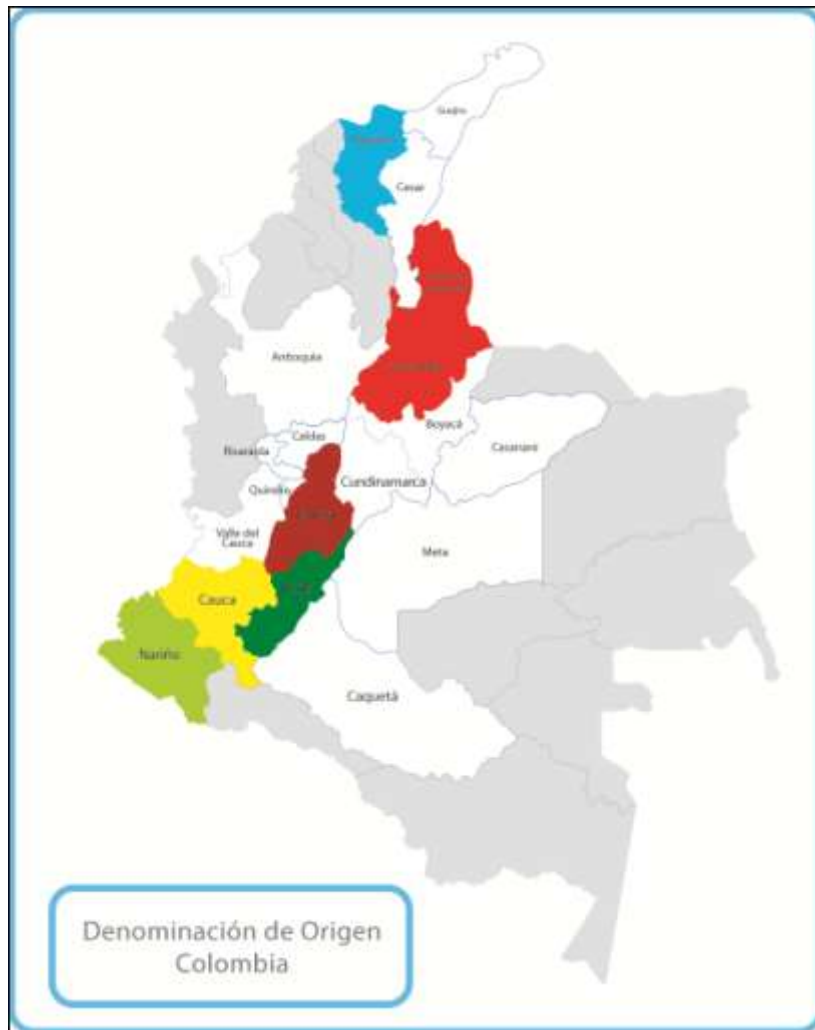 Guajira
Cesar
Antioquia
Boyacá
Casanare
Caldas
Risaralda
Cundinamarca
Quindío
Valle del
Cauca
Meta
Cauca
Nariño
Caquetá
Denominación de Origen
Colombia